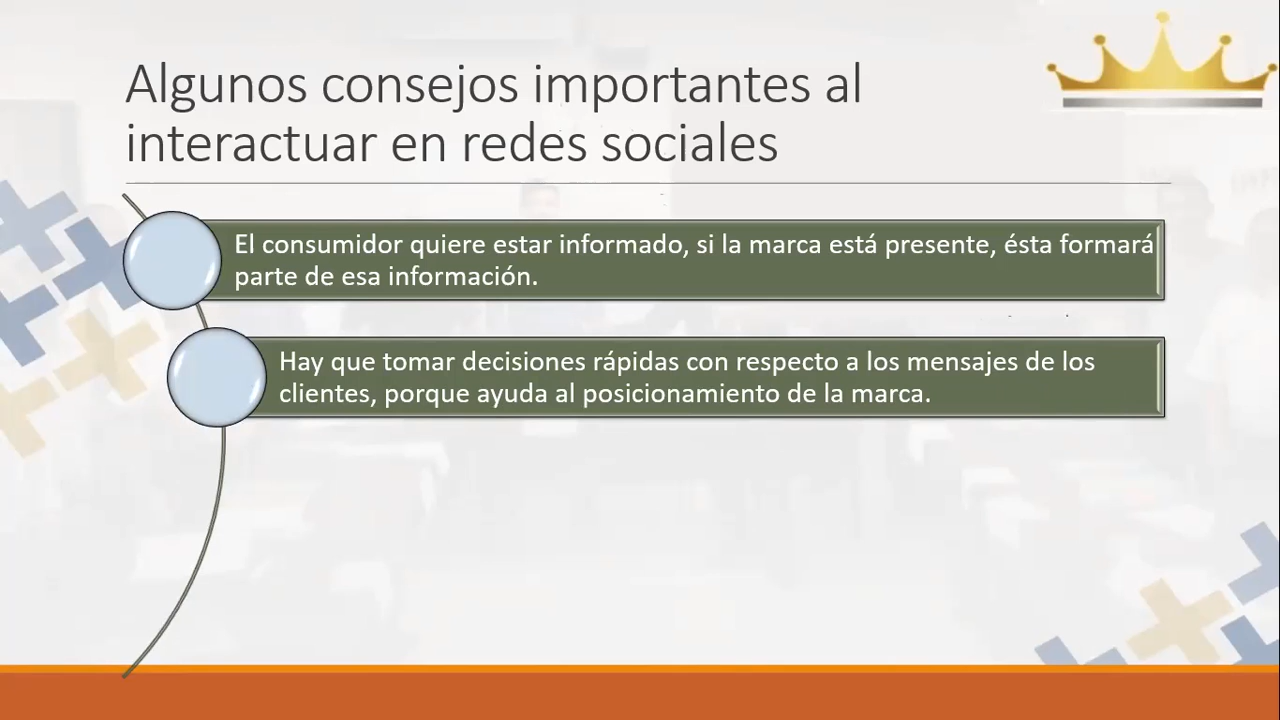 Algunos consejos importantes al
interactuar en redes sociales
El consumidor quiere estar informado, si la marca está presente, ésta formará
parte de esa información.
Hay que tomar decisiones rápidas con respecto a los mensajes de los
clientes, porque ayuda al posicionamiento de la marca.